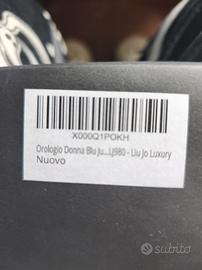 X000Q1POKH
Orologio Donna Blu Ju...Lj980 - Liu Jo Luxury
Nuovo
subito